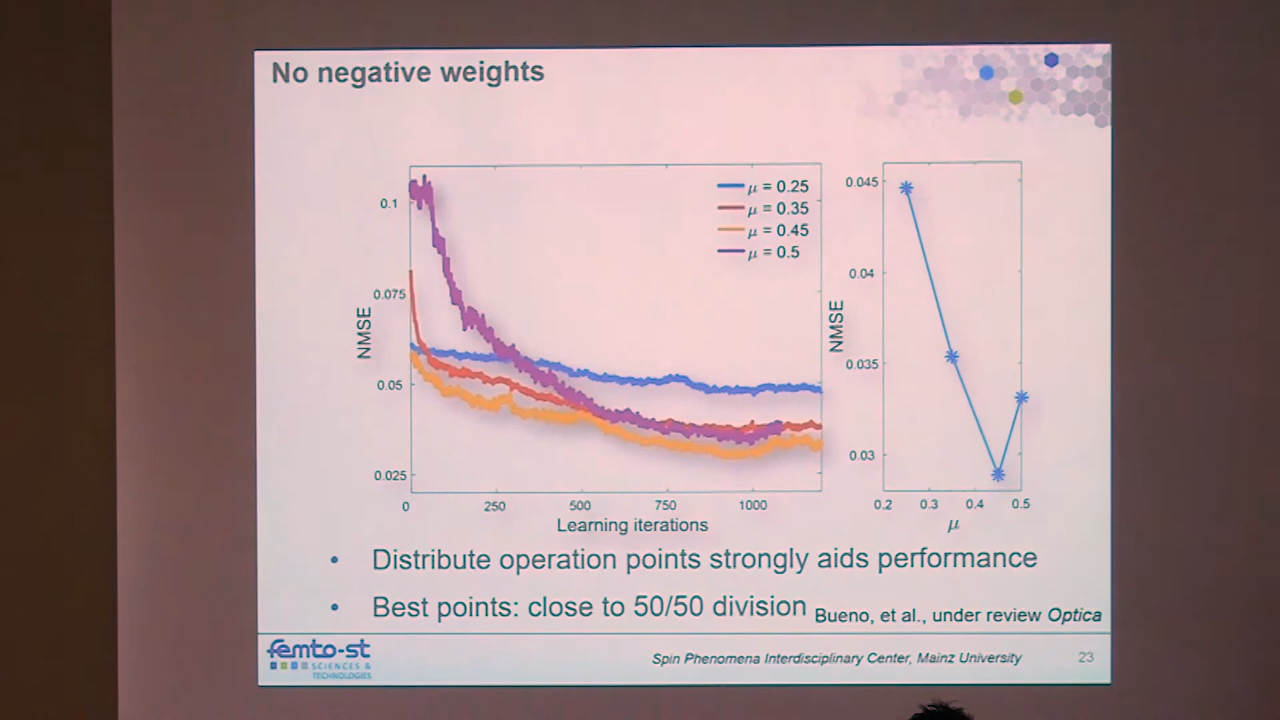 No negative weights
μ = 0.25
μ = 0.35
μ = 0.45
μ = 0.5
NMSE
0.1
0.075
0.05
0.025
0
250
500
750
1000
Learning iterations
NMSE
0.045
0.04
0.035
0.03
0.2
0.3
0.4
0.5
μ
• Distribute operation points strongly aids performance
• Best points: close to 50/50 division
Bueno, et al., under review Optica
femto-st
SCIENCES &
TECHNOLOGIES
Spin Phenomena Interdisciplinary Center, Mainz University
23